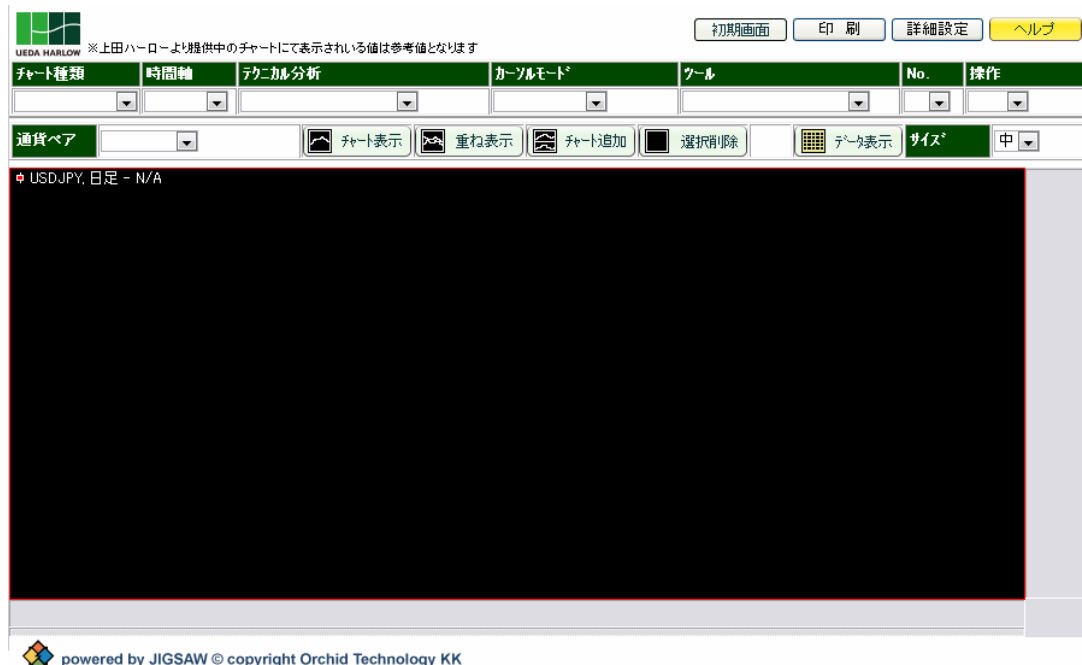 UEDA HARLOW ※上田ハーローより提供中のチャートにて表示されいる値は参考値となります
初期画面 印 刷 詳細設定 ヘルプ
チャート種類 時間軸 テクニカル分析 カーソルモード ツール No. 操作
通貨ペア チャート表示 重ね表示 チャート追加 選択削除 データ表示 サイズ 中
USDJPY, 日足 - N/A
powered by JIGSAW © copyright Orchid Technology KK